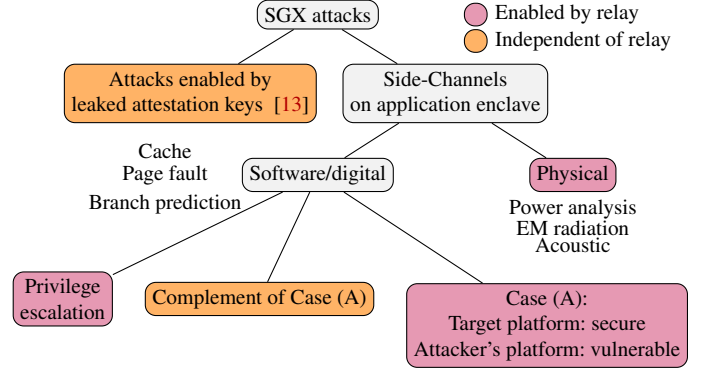 SGX attacks
Enabled by relay
Independent of relay
Attacks enabled by
leaked attestation keys [13]
Side-Channels
on application enclave
Cache
Page fault
Branch prediction
Software/digital
Physical
Power analysis
EM radiation
Acoustic
Privilege
escalation
Complement of Case (A)
Case (A):
Target platform: secure
Attacker's platform: vulnerable